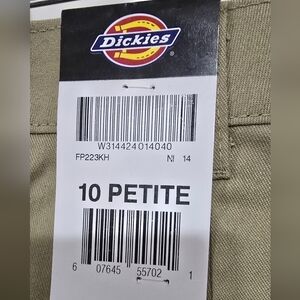 Dickies
W314424014040
FP223KH NI 14
10 PETITE
6 07645 55702 1